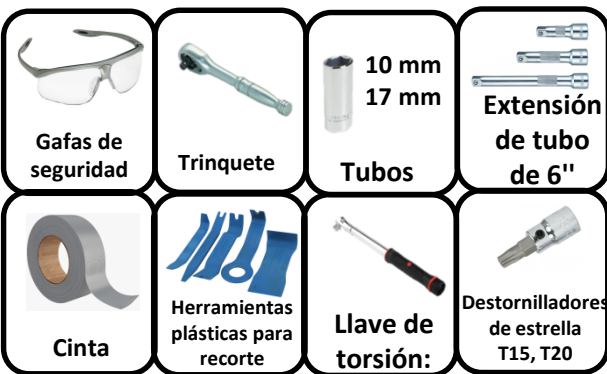 Gafas de
seguridad
Trinquete
10 mm
17 mm
Tubos
Extensión
de tubo
de 6"
Cinta
Herramientas
plásticas para
recorte
Llave de
torsión:
Destornilladores
de estrella
T15, T20